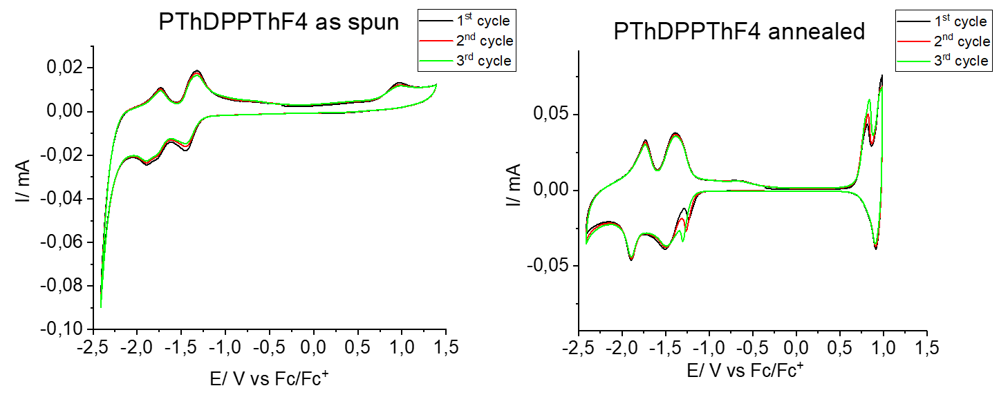 PThDPPThF4 as spun
1st cycle
2nd cycle
3rd cycle
0.02
0.00
-0.02
-0,04
-0,06
-0,08
-0,10
I/ mA
-2,5 -2,0 -1,5 -1,0 -0,5 0,0 0,5 1,0 1,5
E/ V vs Fc/Fc+
PThDPPThF4 annealed
1st cycle
2nd cycle
3rd cycle
0.05
0.00
-0,05
I/ mA
-2,5 -2,0 -1,5 -1,0 -0,5 0,0 0,5 1,0 1,5
E/ V vs Fc/Fc+